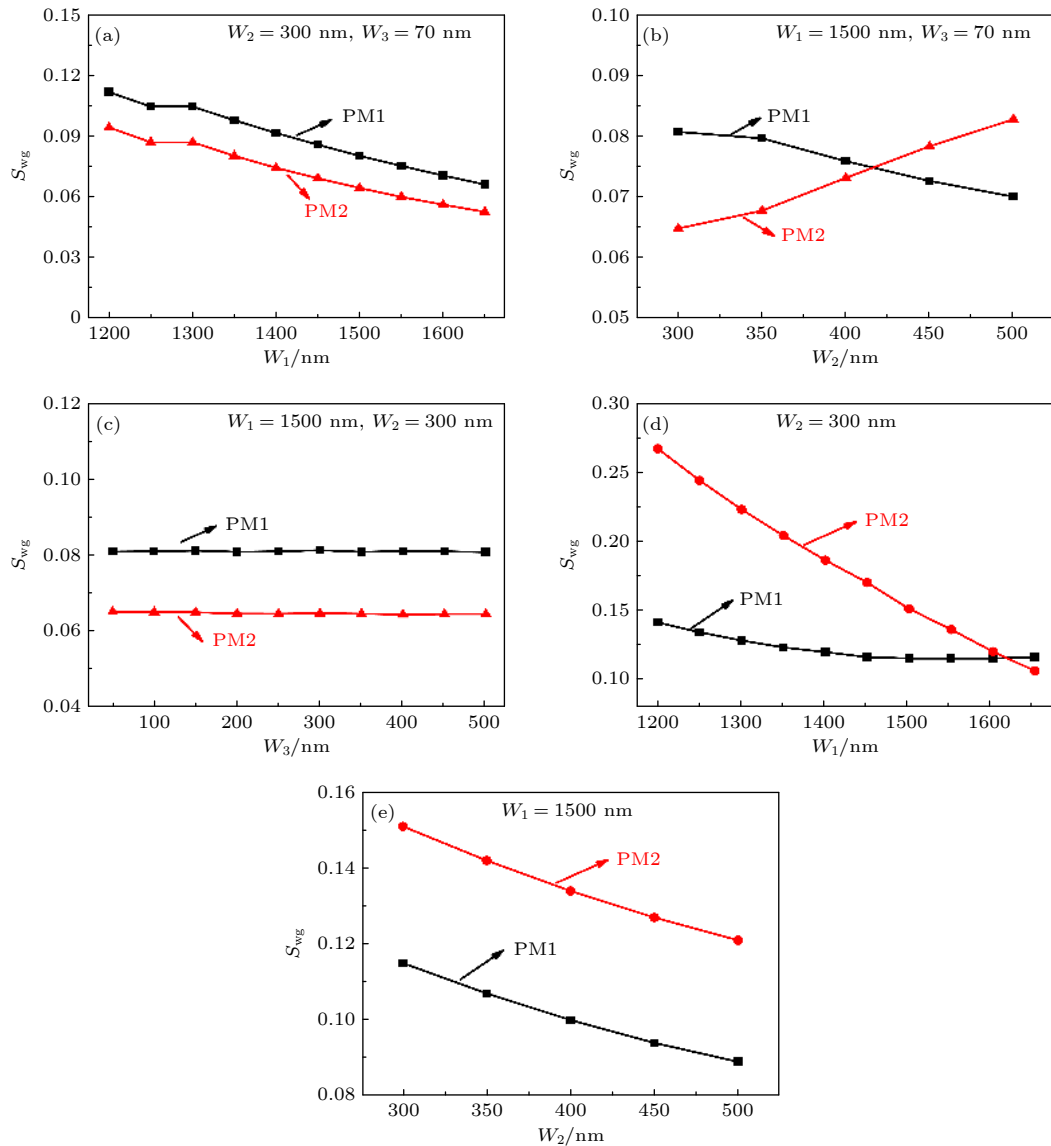 (a) W₂ = 300 nm, W₃ = 70 nm
0.15
0.12
0.09
0.06
0.03
0
S_wg
PM1
PM2
1200 1300 1400 1500 1600
W₁/nm
(b) W₁ = 1500 nm, W₃ = 70 nm
0.10
0.09
0.08
0.07
0.06
0.05
S_wg
PM1
PM2
300 350 400 450 500
W₂/nm
(c) W₁ = 1500 nm, W₂ = 300 nm
0.12
0.10
0.08
0.06
0.04
S_wg
PM1
PM2
100 200 300 400 500
W₃/nm
(d) W₂ = 300 nm
0.30
0.25
0.20
0.15
0.10
S_wg
PM2
PM1
1200 1300 1400 1500 1600
W₁/nm
(e) W₁ = 1500 nm
0.16
0.14
0.12
0.10
0.08
S_wg
PM2
PM1
300 350 400 450 500
W₂/nm